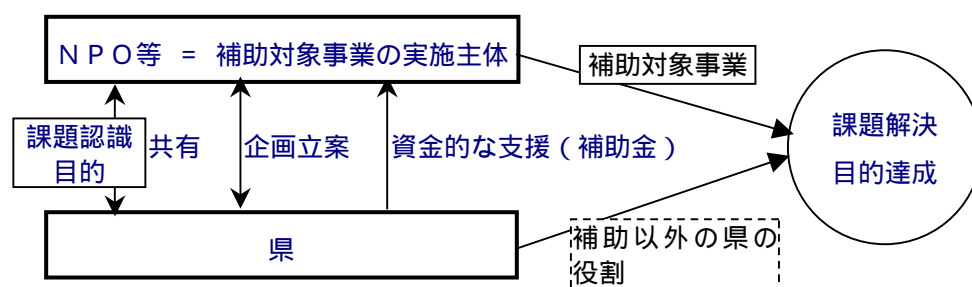 ＮＰＯ等 ＝ 補助対象事業の実施主体
補助対象事業
課題認識
目的
共有
企画立案
資金的な支援（補助金）
課題解決
目的達成
県
補助以外の県の
役割